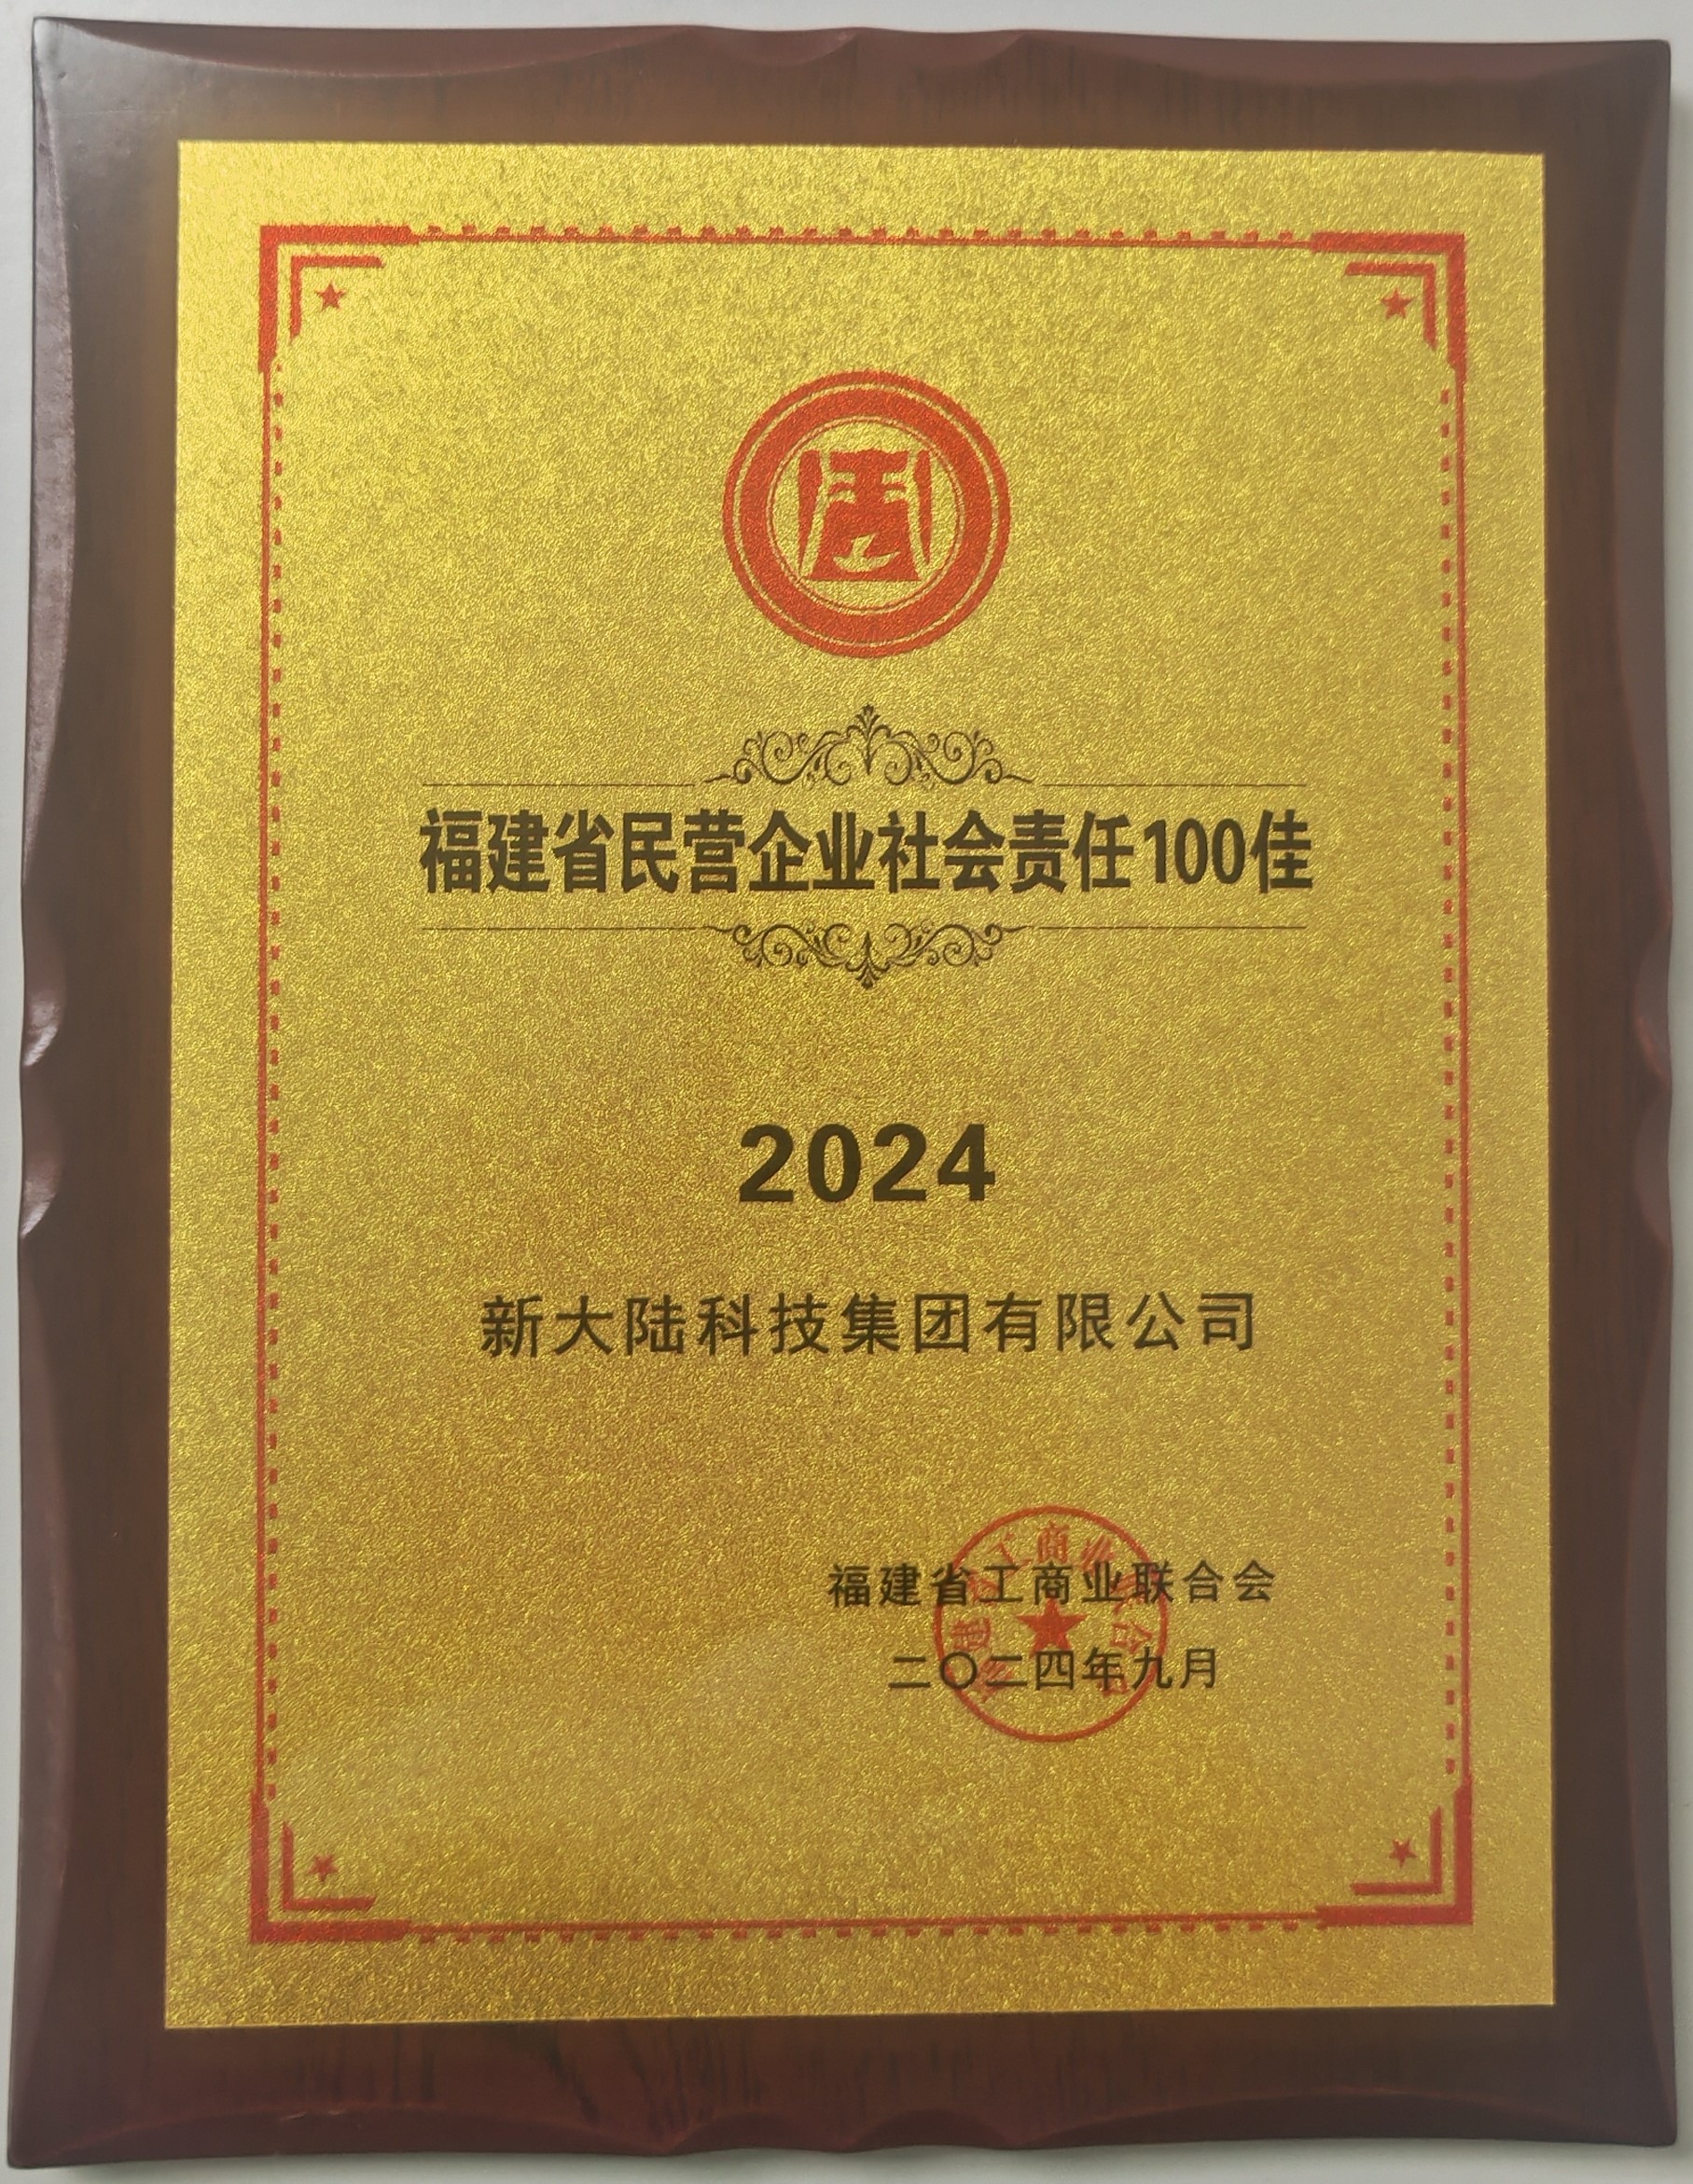 福建省民营企业社会责任100佳
2024
新大陆科技集团有限公司
福建省工商业联合会
二〇二四年九月